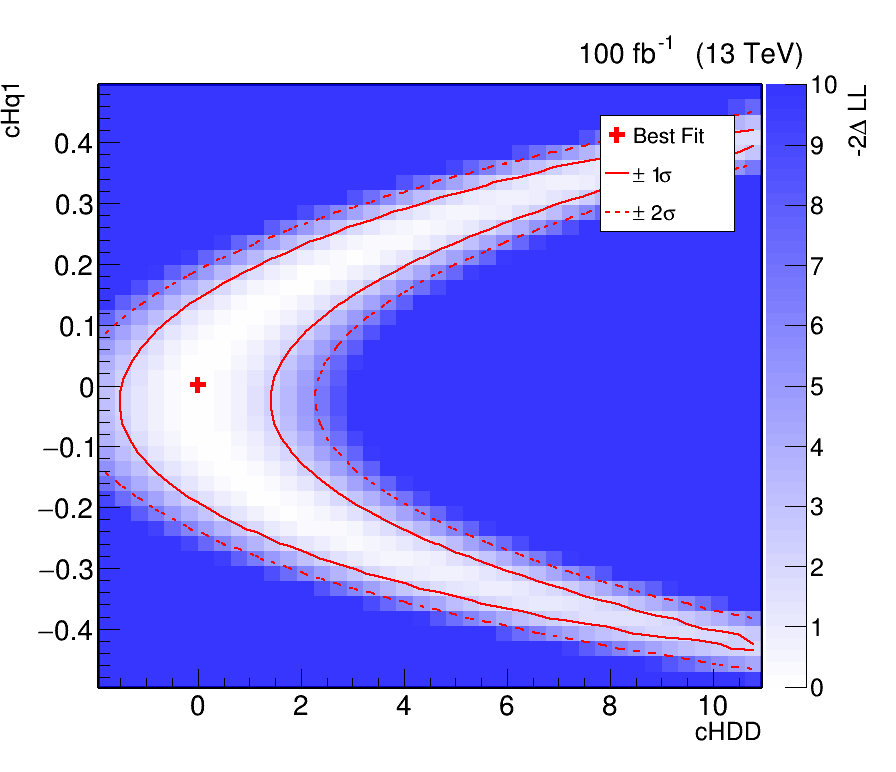 100 fb⁻¹ (13 TeV)
cHq1
-2Δ LL
Best Fit
± 1σ
± 2σ
0.4
0.3
0.2
0.1
0
−0.1
−0.2
−0.3
−0.4
10
9
8
7
6
5
4
3
2
1
0
0 2 4 6 8 10
cHDD